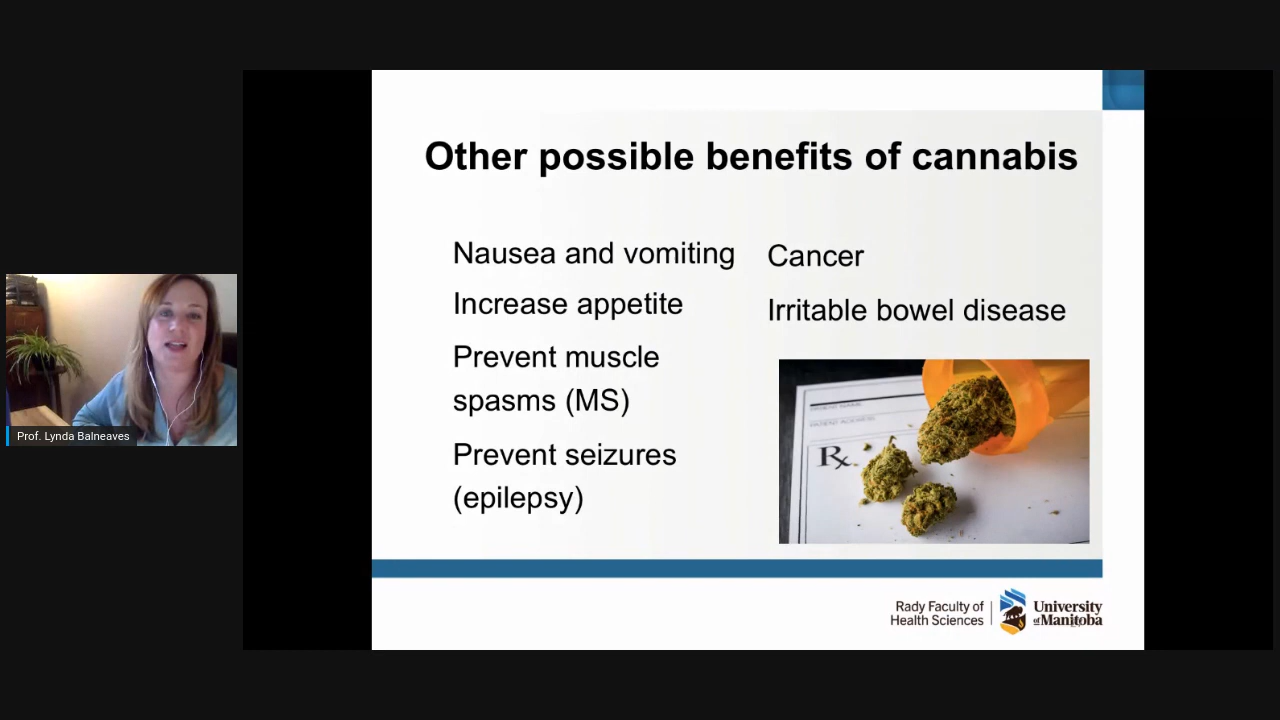 Other possible benefits of cannabis
Nausea and vomiting
Increase appetite
Prevent muscle
spasms (MS)
Prevent seizures
(epilepsy)
Cancer
Irritable bowel disease
Rx
Rady Faculty of
Health Sciences
University
of Manitoba
Prof. Lynda Balneaves